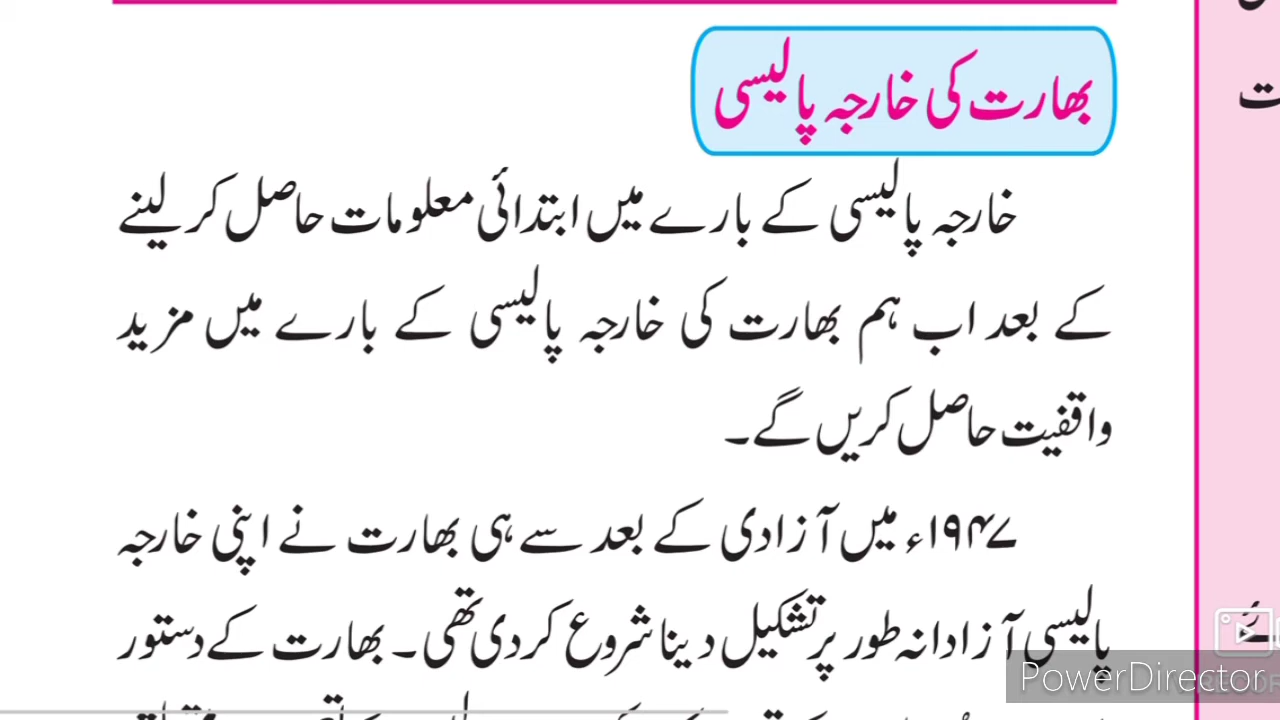 بھارت کی خارجہ پالیسی
خارجہ پالیسی کے بارے میں ابتدائی معلومات حاصل کر لینے
کے بعد اب ہم بھارت کی خارجہ پالیسی کے بارے میں مزید
واقفیت حاصل کریں گے۔
۱۹۴۷ء میں آزادی کے بعد سے ہی بھارت نے اپنی خارجہ
پالیسی آزادانہ طور پر تشکیل دینا شروع کر دی تھی۔ بھارت کے دستور
PowerDirector